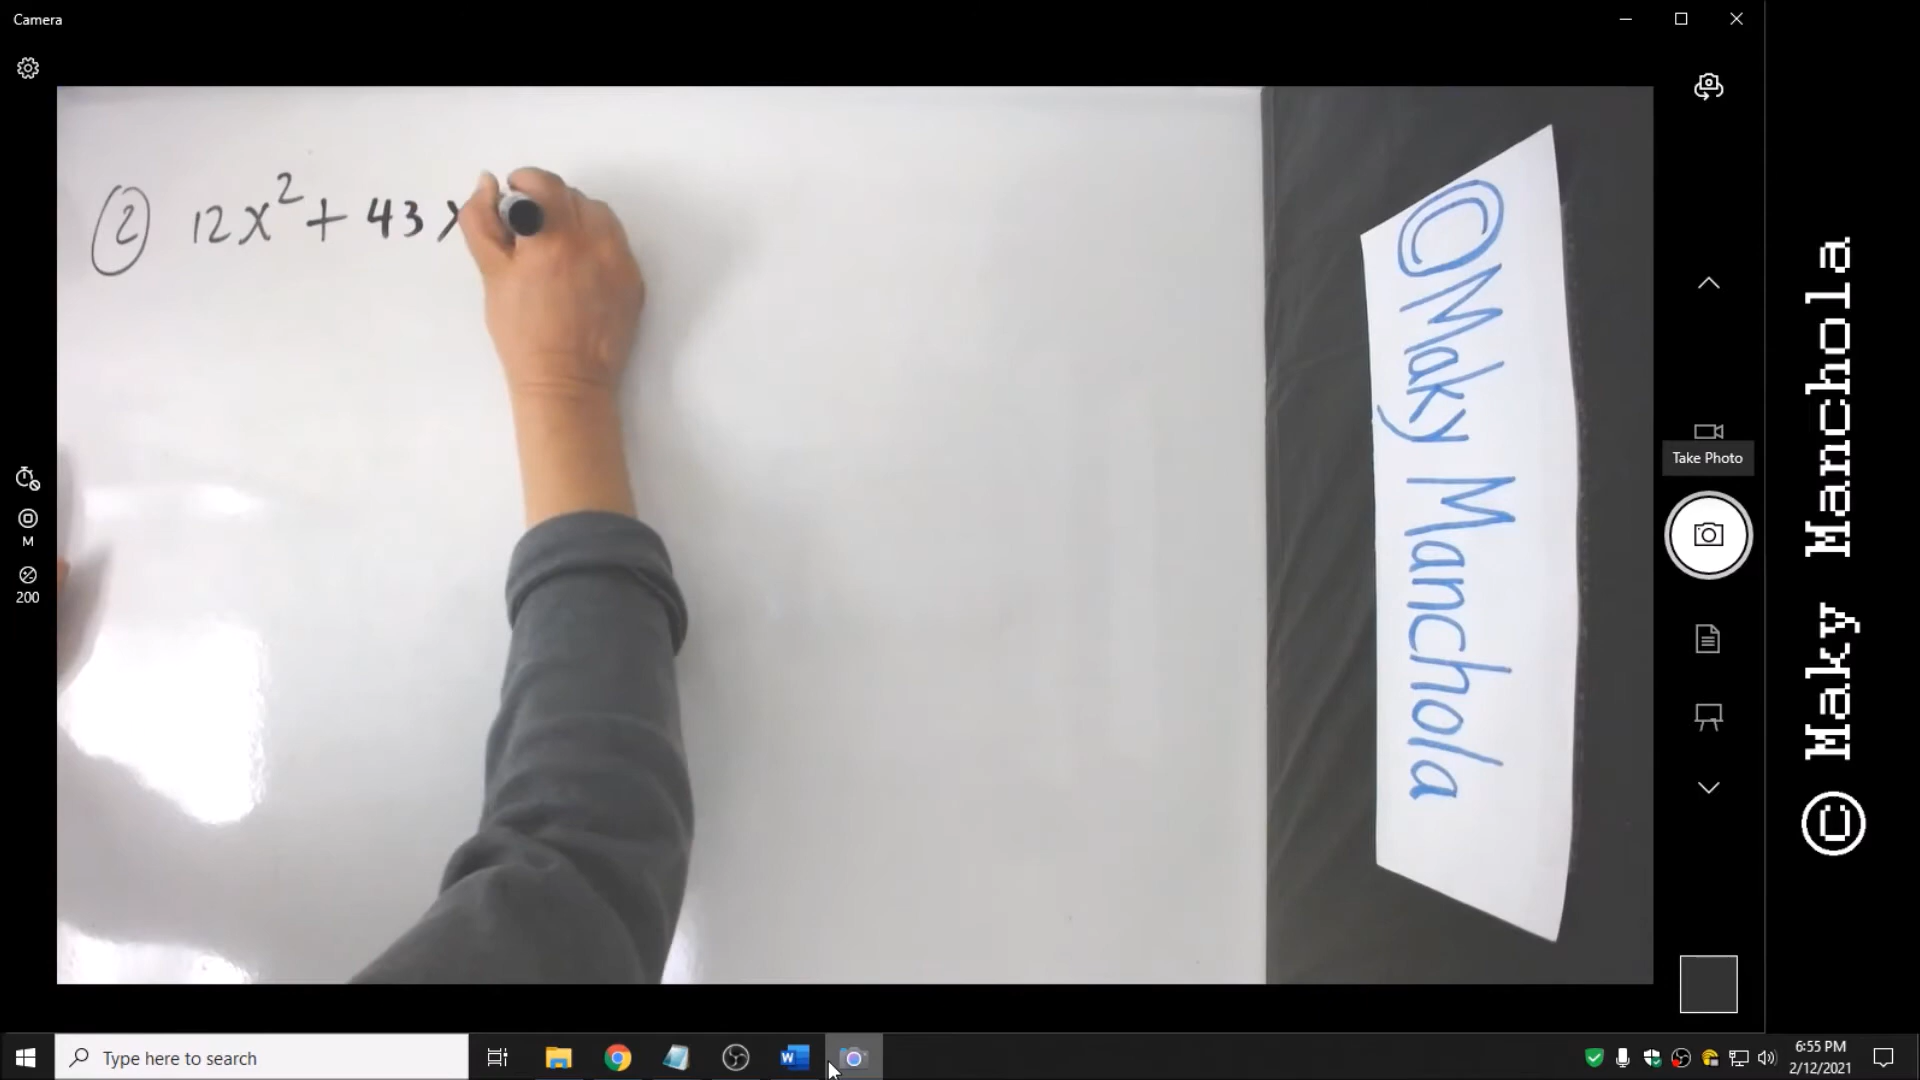 Camera
② 12x² + 43x
© Maky Manchola
Take Photo
M
200
© Maky Manchola
Type here to search
6:55 PM
2/12/2021